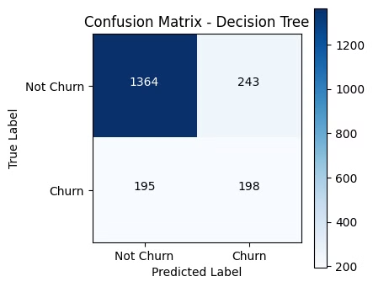 Confusion Matrix - Decision Tree
Not Churn
1364
243
Churn
195
198
Not Churn
Churn
Predicted Label
True Label
1200
1000
800
600
400
200